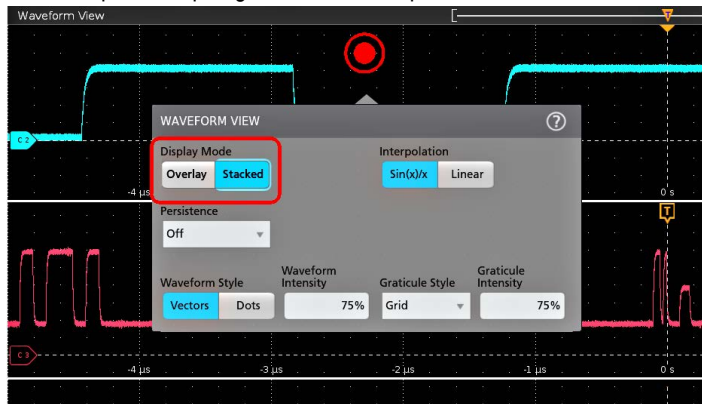 Waveform View
T
WAVEFORM VIEW
?
Display Mode
Interpolation
Overlay Stacked
Sin(x)/x Linear
C 2
-4 µs
0 s
T
Persistence
Off
Waveform Style
Waveform Intensity
Graticule Style
Graticule Intensity
Vectors Dots
75%
Grid
75%
C 3
-4 µs
-3 µs
-2 µs
-1 µs
0 s